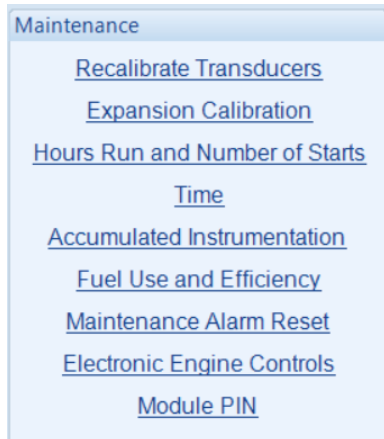 Maintenance
Recalibrate Transducers
Expansion Calibration
Hours Run and Number of Starts
Time
Accumulated Instrumentation
Fuel Use and Efficiency
Maintenance Alarm Reset
Electronic Engine Controls
Module PIN